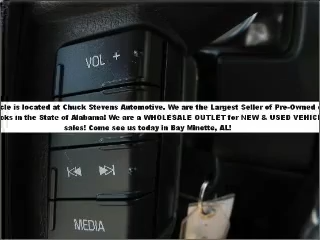 VOL +
cle is located at Chuck Stevens Automotive. We are the Largest Seller of Pre-Owned
cks in the State of Alabama! We are a WHOLESALE OUTLET for NEW & USED VEHIC
sales! Come see us today in Bay Minette, AL!
MEDIA